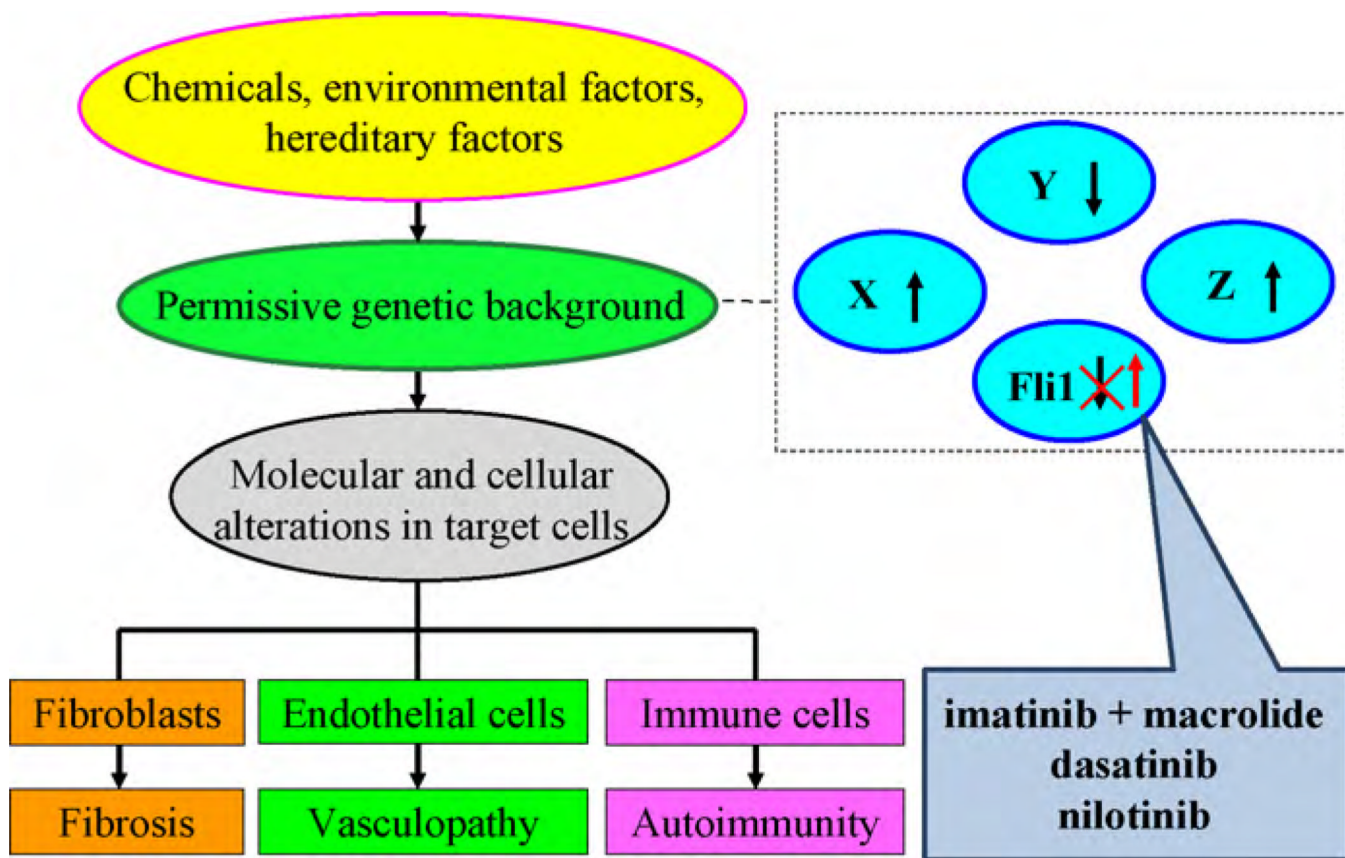 Chemicals, environmental factors,
hereditary factors
Permissive genetic background
Molecular and cellular
alterations in target cells
Fibroblasts
Endothelial cells
Immune cells
Fibrosis
Vasculopathy
Autoimmunity
Y ↓
X ↑
Z ↑
Fli1 ↓ ↑
imatinib + macrolide
dasatinib
nilotinib